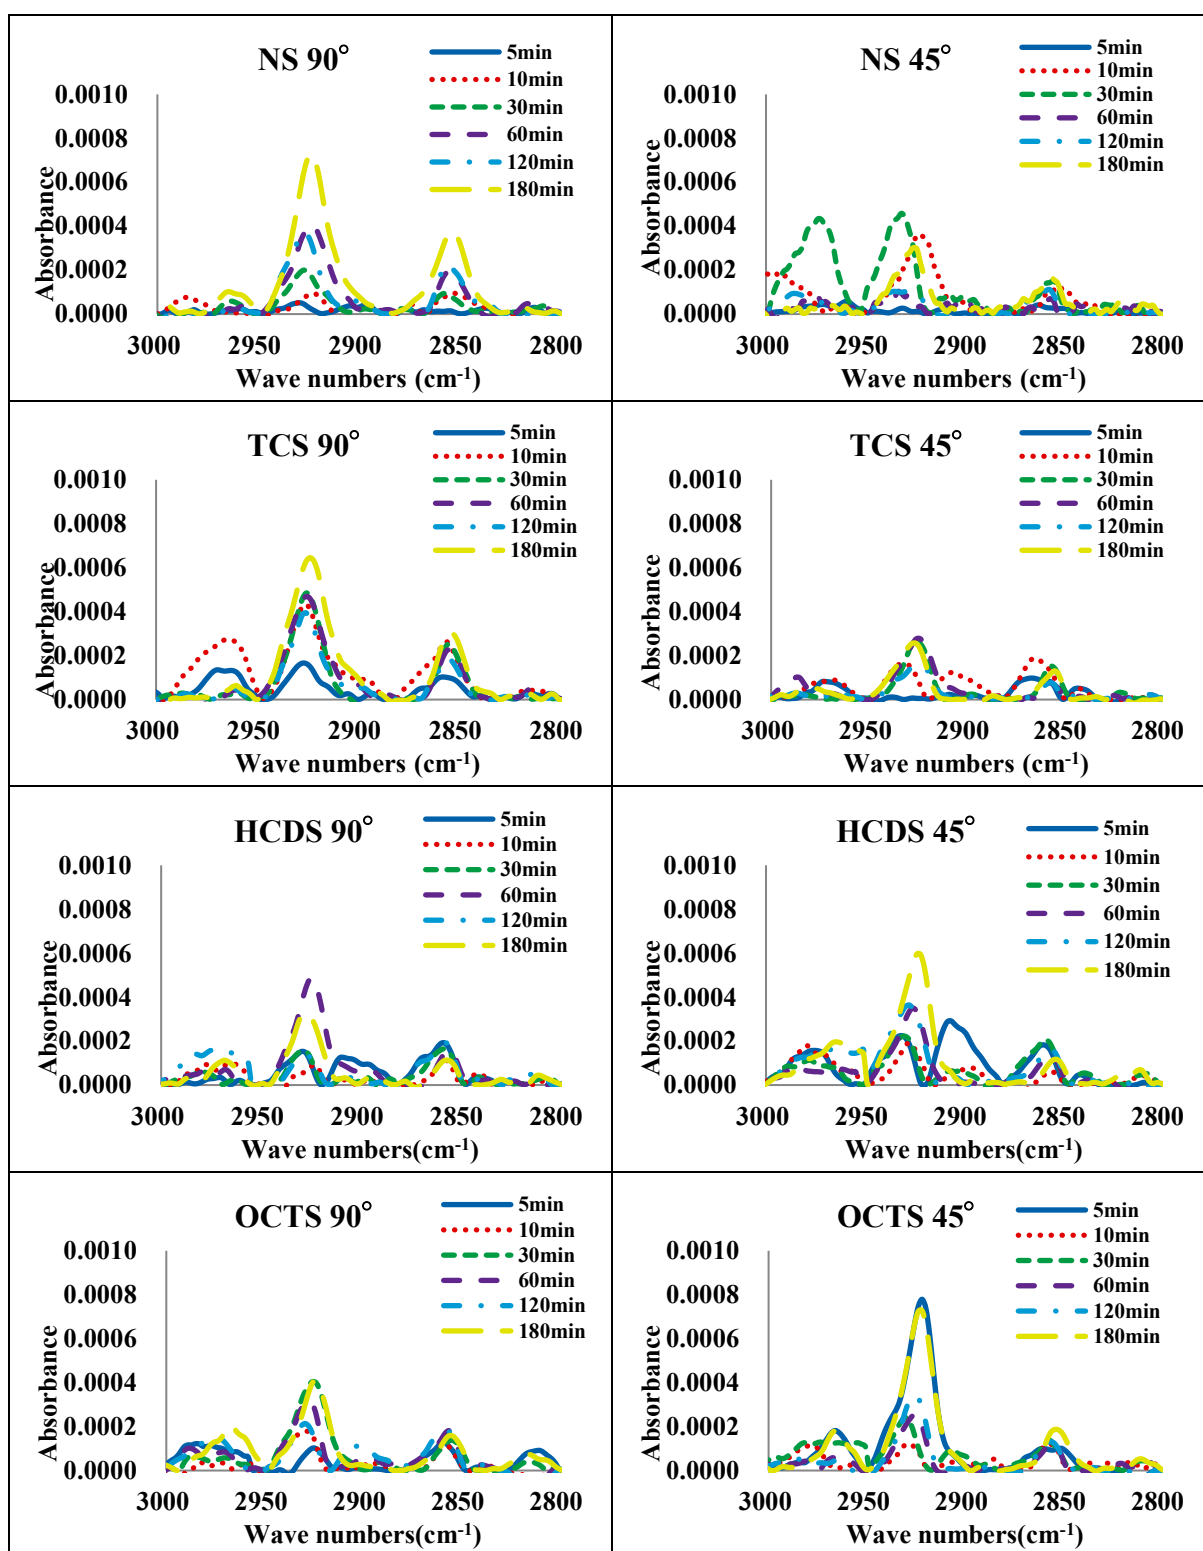 NS 90°
5min
10min
30min
60min
120min
180min
0.0010
0.0008
0.0006
0.0004
0.0002
0.0000
Absorbance
3000 2950 2900 2850 2800
Wave numbers (cm-1)
NS 45°
5min
10min
30min
60min
120min
180min
0.0010
0.0008
0.0006
0.0004
0.0002
0.0000
Absorbance
3000 2950 2900 2850 2800
Wave numbers (cm-1)
TCS 90°
5min
10min
30min
60min
120min
180min
0.0010
0.0008
0.0006
0.0004
0.0002
0.0000
Absorbance
3000 2950 2900 2850 2800
Wave numbers (cm-1)
TCS 45°
5min
10min
30min
60min
120min
180min
0.0010
0.0008
0.0006
0.0004
0.0002
0.0000
Absorbance
3000 2950 2900 2850 2800
Wave numbers (cm-1)
HCDS 90°
5min
10min
30min
60min
120min
180min
0.0010
0.0008
0.0006
0.0004
0.0002
0.0000
Absorbance
3000 2950 2900 2850 2800
Wave numbers(cm-1)
HCDS 45°
5min
10min
30min
60min
120min
180min
0.0010
0.0008
0.0006
0.0004
0.0002
0.0000
Absorbance
3000 2950 2900 2850 2800
Wave numbers(cm-1)
OCTS 90°
5min
10min
30min
60min
120min
180min
0.0010
0.0008
0.0006
0.0004
0.0002
0.0000
Absorbance
3000 2950 2900 2850 2800
Wave numbers(cm-1)
OCTS 45°
5min
10min
30min
60min
120min
180min
0.0010
0.0008
0.0006
0.0004
0.0002
0.0000
Absorbance
3000 2950 2900 2850 2800
Wave numbers(cm-1)